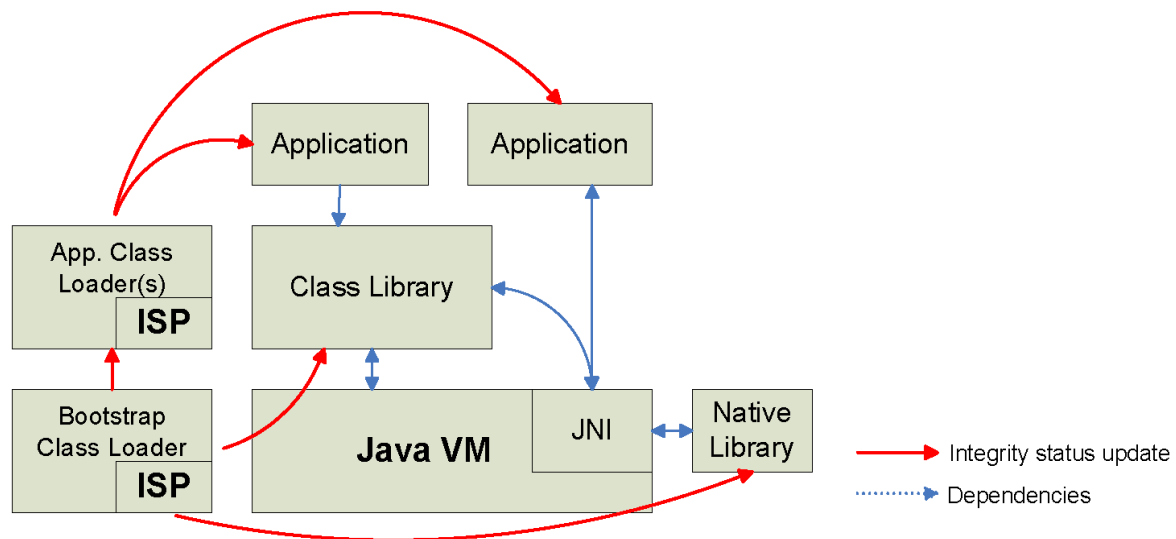 Application
Application
App. Class
Loader(s)
ISP
Class Library
Bootstrap
Class Loader
ISP
Java VM
JNI
Native
Library
Integrity status update
Dependencies